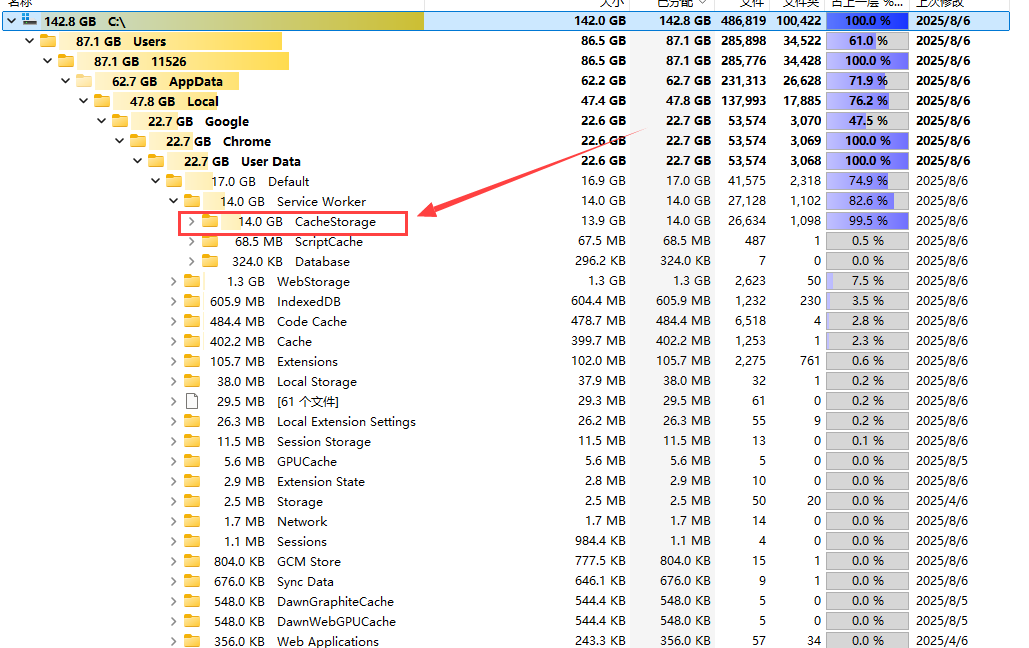 名称 大小 已分配 文件 文件夹 占上一层 %... 上次修改
142.8 GB C:\ 142.0 GB 142.8 GB 486,819 100,422 100.0 % 2025/8/6
87.1 GB Users 86.5 GB 87.1 GB 285,898 34,522 61.0 % 2025/8/6
87.1 GB 11526 86.5 GB 87.1 GB 285,776 34,428 100.0 % 2025/8/6
62.7 GB AppData 62.2 GB 62.7 GB 231,313 26,628 71.9 % 2025/8/6
47.8 GB Local 47.4 GB 47.8 GB 137,993 17,885 76.2 % 2025/8/6
22.7 GB Google 22.6 GB 22.7 GB 53,574 3,070 47.5 % 2025/8/6
22.7 GB Chrome 22.6 GB 22.7 GB 53,574 3,069 100.0 % 2025/8/6
22.7 GB User Data 22.6 GB 22.7 GB 53,574 3,068 100.0 % 2025/8/6
17.0 GB Default 16.9 GB 17.0 GB 41,575 2,318 74.9 % 2025/8/6
14.0 GB Service Worker 14.0 GB 14.0 GB 27,128 1,102 82.6 % 2025/8/6
14.0 GB CacheStorage 13.9 GB 14.0 GB 26,634 1,098 99.5 % 2025/8/6
68.5 MB ScriptCache 67.5 MB 68.5 MB 487 1 0.5 % 2025/8/6
324.0 KB Database 296.2 KB 324.0 KB 7 0 0.0 % 2025/8/6
1.3 GB WebStorage 1.3 GB 1.3 GB 2,623 50 7.5 % 2025/8/6
605.9 MB IndexedDB 604.4 MB 605.9 MB 1,232 230 3.5 % 2025/8/6
484.4 MB Code Cache 478.7 MB 484.4 MB 6,518 4 2.8 % 2025/8/6
402.2 MB Cache 399.7 MB 402.2 MB 1,253 1 2.3 % 2025/8/6
105.7 MB Extensions 102.0 MB 105.7 MB 2,275 761 0.6 % 2025/8/6
38.0 MB Local Storage 37.9 MB 38.0 MB 32 1 0.2 % 2025/8/6
29.5 MB [61 个文件] 29.3 MB 29.5 MB 61 0 0.2 % 2025/8/6
26.3 MB Local Extension Settings 26.2 MB 26.3 MB 55 9 0.2 % 2025/8/6
11.5 MB Session Storage 11.5 MB 11.5 MB 13 0 0.1 % 2025/8/6
5.6 MB GPUCache 5.6 MB 5.6 MB 5 0 0.0 % 2025/8/5
2.9 MB Extension State 2.8 MB 2.9 MB 10 0 0.0 % 2025/8/6
2.5 MB Storage 2.5 MB 2.5 MB 50 20 0.0 % 2025/4/6
1.7 MB Network 1.7 MB 1.7 MB 14 0 0.0 % 2025/8/6
1.1 MB Sessions 984.4 KB 1.1 MB 4 0 0.0 % 2025/8/6
804.0 KB GCM Store 777.5 KB 804.0 KB 15 1 0.0 % 2025/8/6
676.0 KB Sync Data 646.1 KB 676.0 KB 9 1 0.0 % 2025/8/6
548.0 KB DawnGraphiteCache 544.4 KB 548.0 KB 5 0 0.0 % 2025/8/5
548.0 KB DawnWebGPUCache 544.4 KB 548.0 KB 5 0 0.0 % 2025/8/5
356.0 KB Web Applications 243.3 KB 356.0 KB 57 34 0.0 % 2025/4/6